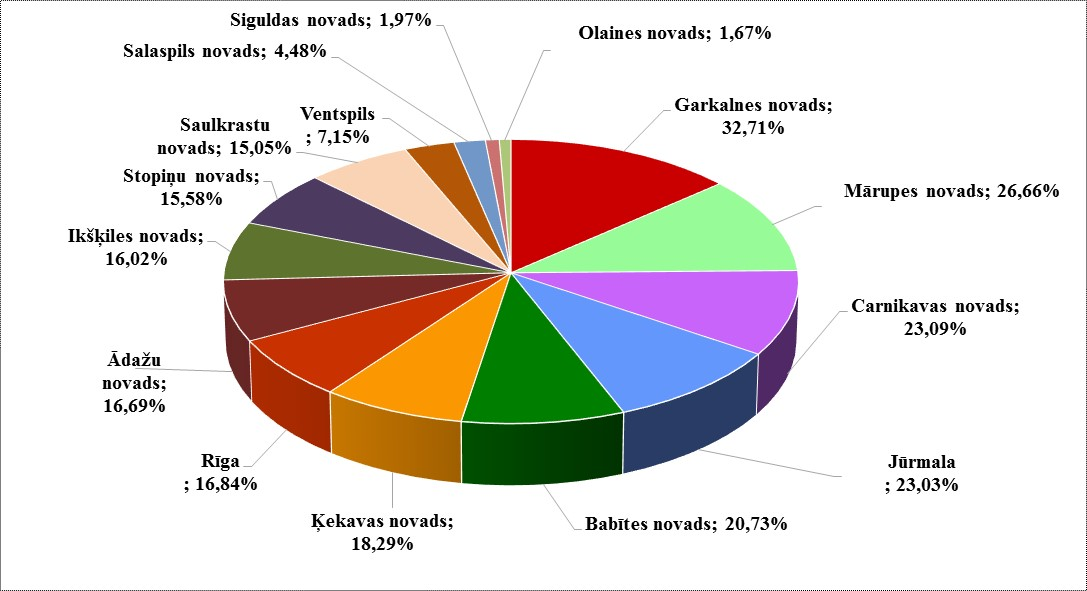 Siguldas novads; 1,97%
Olaines novads; 1,67%
Salaspils novads; 4,48%
Garkalnes novads;
32,71%
Ventspils
; 7,15%
Saulkrastu
novads; 15,05%
Stopiņu novads;
15,58%
Mārupes novads; 26,66%
Ikšķiles novads;
16,02%
Carnikavas novads;
23,09%
Ādažu
novads;
16,69%
Rīga
; 16,84%
Jūrmala
; 23,03%
Ķekavas novads;
18,29%
Babītes novads; 20,73%